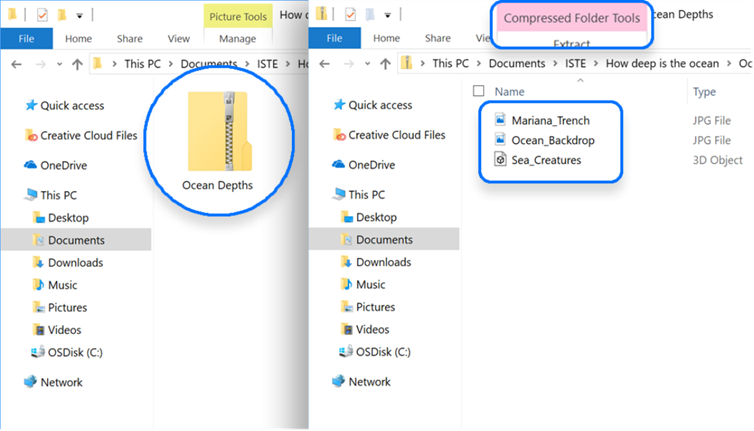 Picture Tools
How
File
Home
Share
View
Manage
This PC
Documents
ISTE
Quick access
Creative Cloud Files
OneDrive
This PC
Desktop
Documents
Downloads
Music
Pictures
Videos
OSDisk (C:)
Network
Ocean Depths
Compressed Folder Tools
cean Depths
File
Home
Share
View
Extract
This PC
Documents
ISTE
How deep is the ocean
Oc
Quick access
Creative Cloud Files
OneDrive
This PC
Desktop
Documents
Downloads
Music
Pictures
Videos
OSDisk (C:)
Network
Name
Type
Mariana_Trench
JPG File
Ocean_Backdrop
JPG File
Sea_Creatures
3D Object